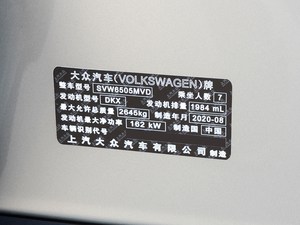 大众汽车(VOLKSWAGEN)牌
整车型号 SVW6505MVD 乘坐人数 7
发动机型号 DKX 发动机排量 1984 mL
最大允许总质量 2645kg 制造年月 2020-08
发动机最大净功率 162 kW 制造国 中国
车辆识别代号
上汽大众汽车有限公司 制造